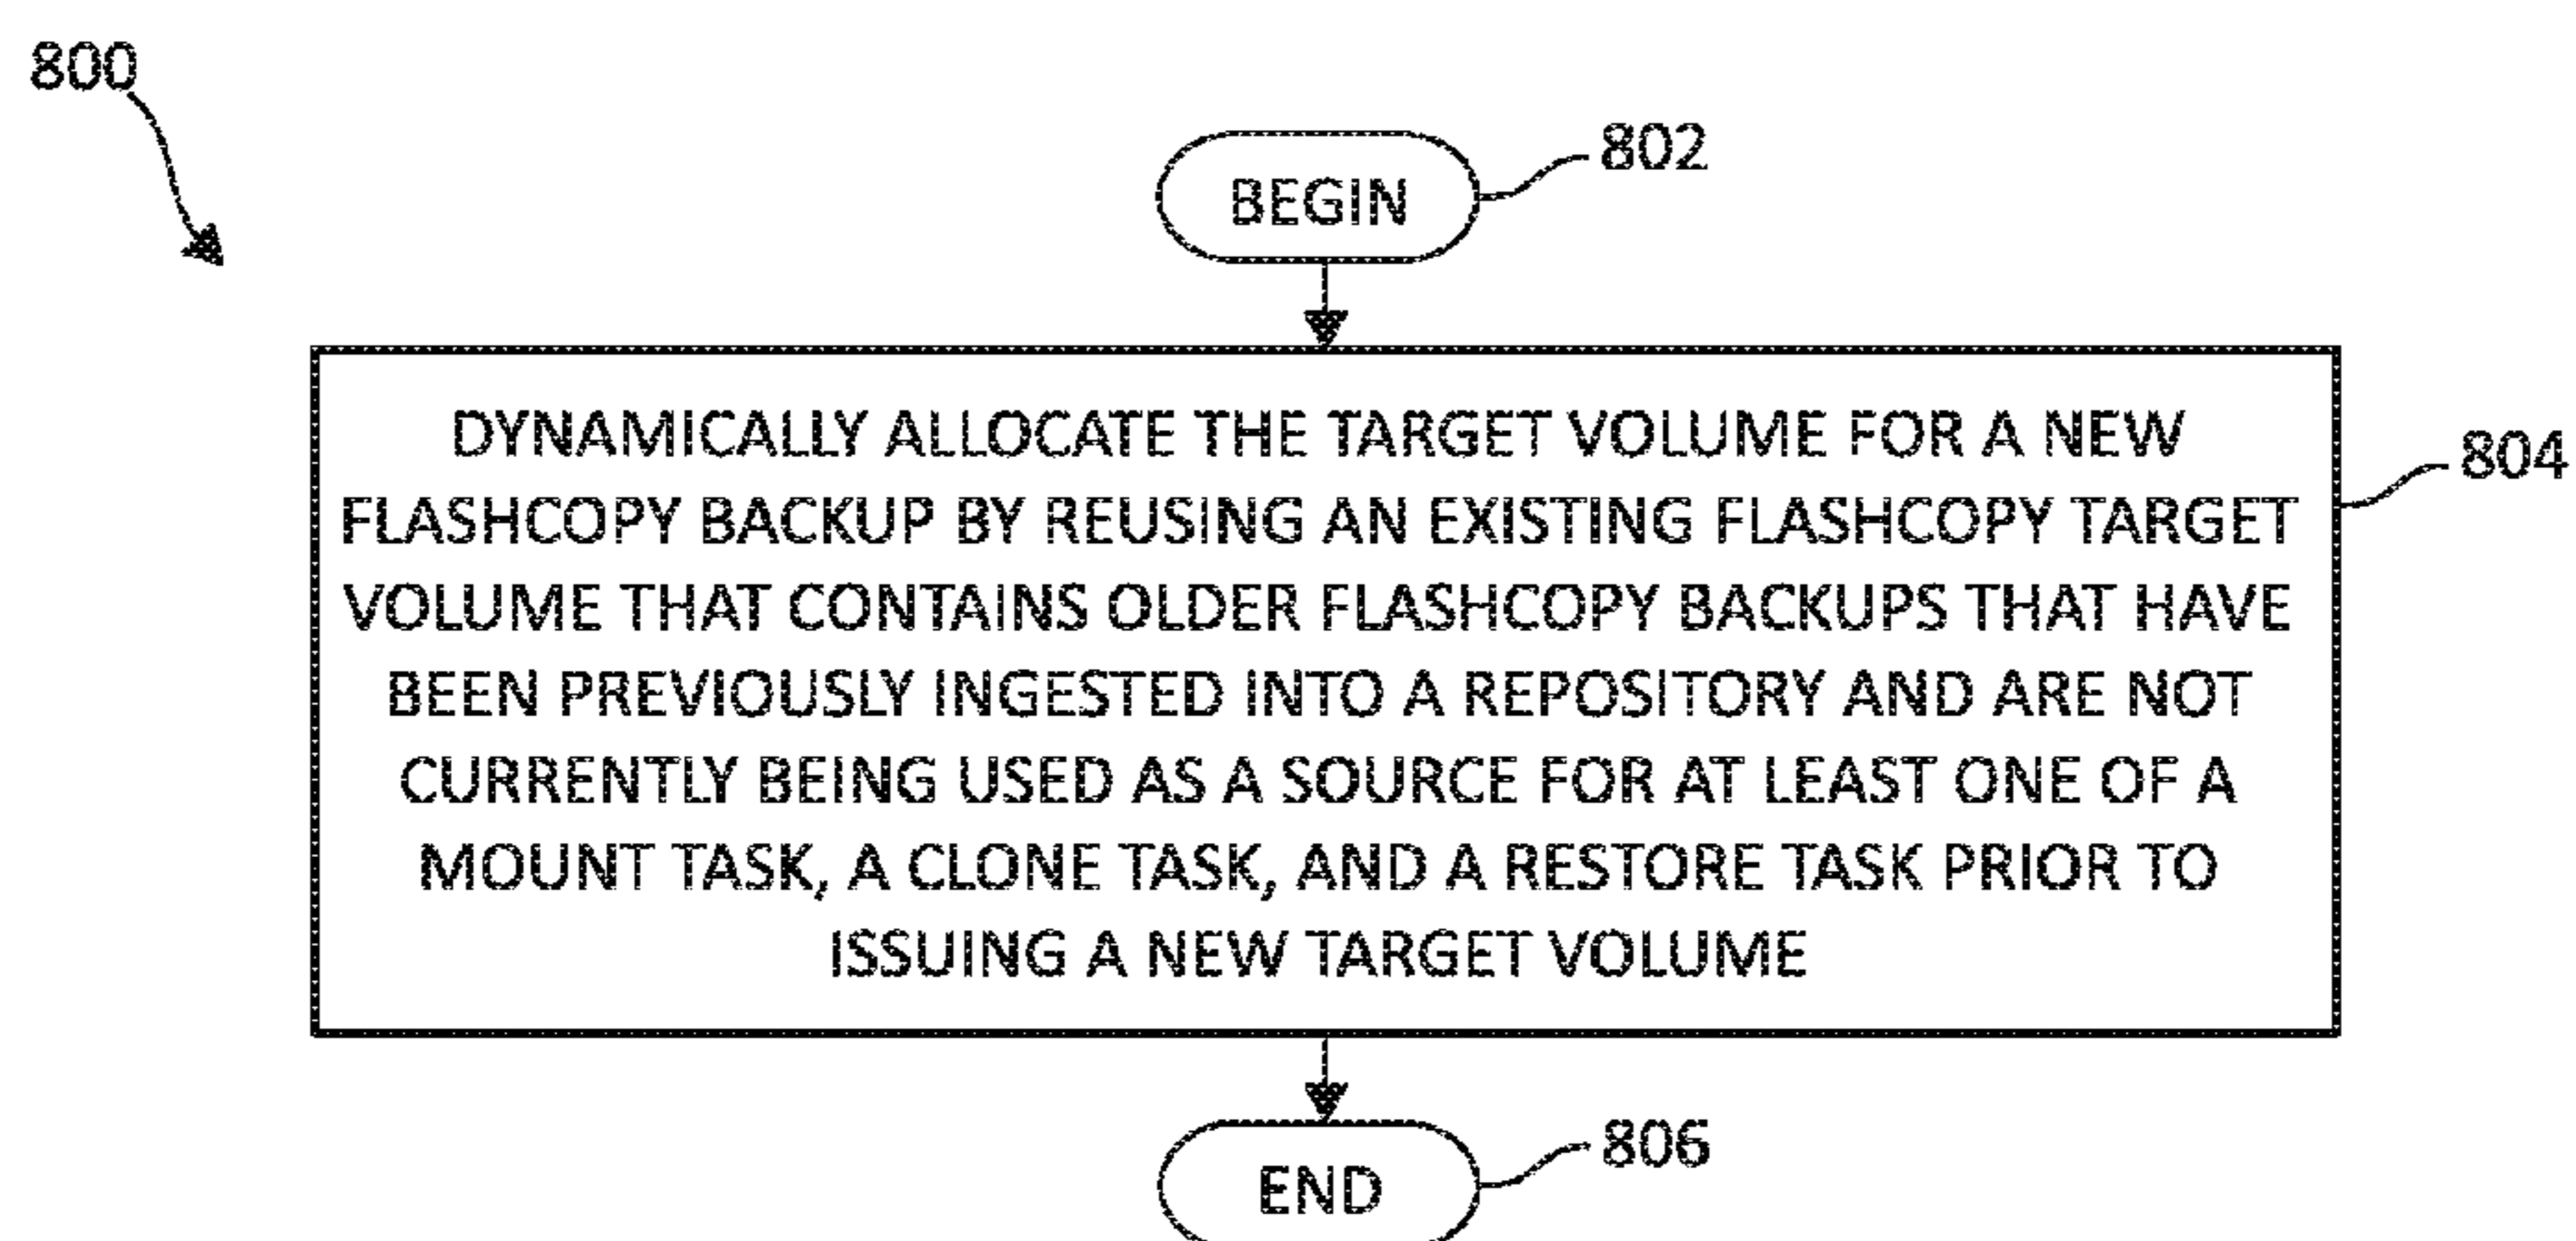 800
802
BEGIN
DYNAMICALLY ALLOCATE THE TARGET VOLUME FOR A NEW
804
FLASHCOPY BACKUP BY REUSING AN EXISTING FLASHCOPY TARGET
VOLUME THAT CONTAINS OLDER FLASHCOPY BACKUPS THAT HAVE
BEEN PREVIOUSLY INGESTED INTO A REPOSITORY AND ARE NOT
CURRENTLY BEING USED AS A SOURCE FOR AT LEAST ONE OF A
MOUNT TASK, A CLONE TASK, AND A RESTORE TASK PRIOR TO
ISSUING A NEW TARGET VOLUME
806
END